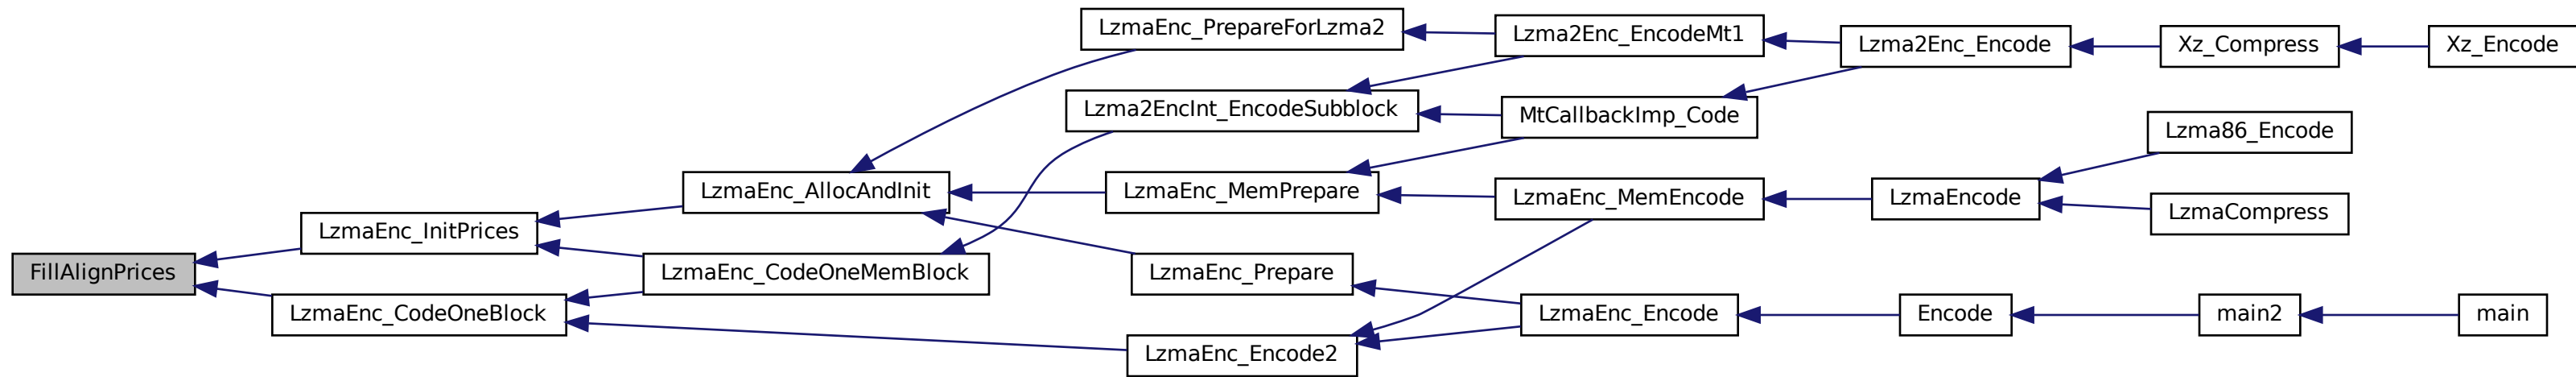 LzmaEnc_PrepareForLzma2
Lzma2Enc_EncodeMt1
Lzma2Enc_Encode
Xz_Compress
Xz_Encode
Lzma2EncInt_EncodeSubblock
MtCallbackImp_Code
Lzma86_Encode
LzmaEnc_AllocAndInit
LzmaEnc_MemPrepare
LzmaEnc_MemEncode
LzmaEncode
LzmaCompress
LzmaEnc_InitPrices
FillAlignPrices
LzmaEnc_CodeOneMemBlock
LzmaEnc_Prepare
LzmaEnc_CodeOneBlock
LzmaEnc_Encode
Encode
main2
main
LzmaEnc_Encode2